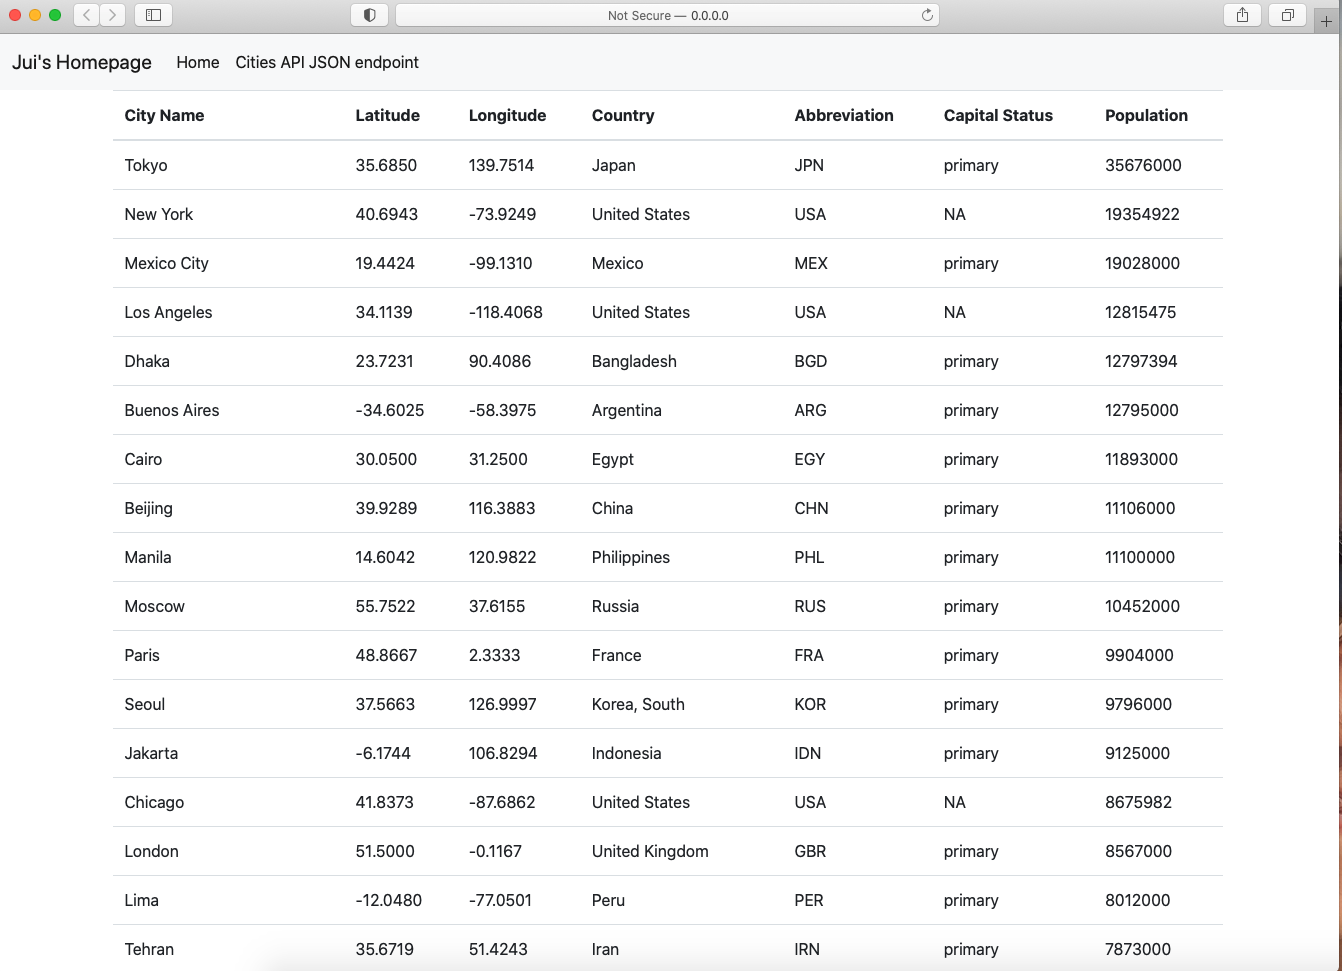 Not Secure — 0.0.0.0
Jui's Homepage Home Cities API JSON endpoint
City Name Latitude Longitude Country Abbreviation Capital Status Population
Tokyo 35.6850 139.7514 Japan JPN primary 35676000
New York 40.6943 -73.9249 United States USA NA 19354922
Mexico City 19.4424 -99.1310 Mexico MEX primary 19028000
Los Angeles 34.1139 -118.4068 United States USA NA 12815475
Dhaka 23.7231 90.4086 Bangladesh BGD primary 12797394
Buenos Aires -34.6025 -58.3975 Argentina ARG primary 12795000
Cairo 30.0500 31.2500 Egypt EGY primary 11893000
Beijing 39.9289 116.3883 China CHN primary 11106000
Manila 14.6042 120.9822 Philippines PHL primary 11100000
Moscow 55.7522 37.6155 Russia RUS primary 10452000
Paris 48.8667 2.3333 France FRA primary 9904000
Seoul 37.5663 126.9997 Korea, South KOR primary 9796000
Jakarta -6.1744 106.8294 Indonesia IDN primary 9125000
Chicago 41.8373 -87.6862 United States USA NA 8675982
London 51.5000 -0.1167 United Kingdom GBR primary 8567000
Lima -12.0480 -77.0501 Peru PER primary 8012000
Tehran 35.6719 51.4243 Iran IRN primary 7873000